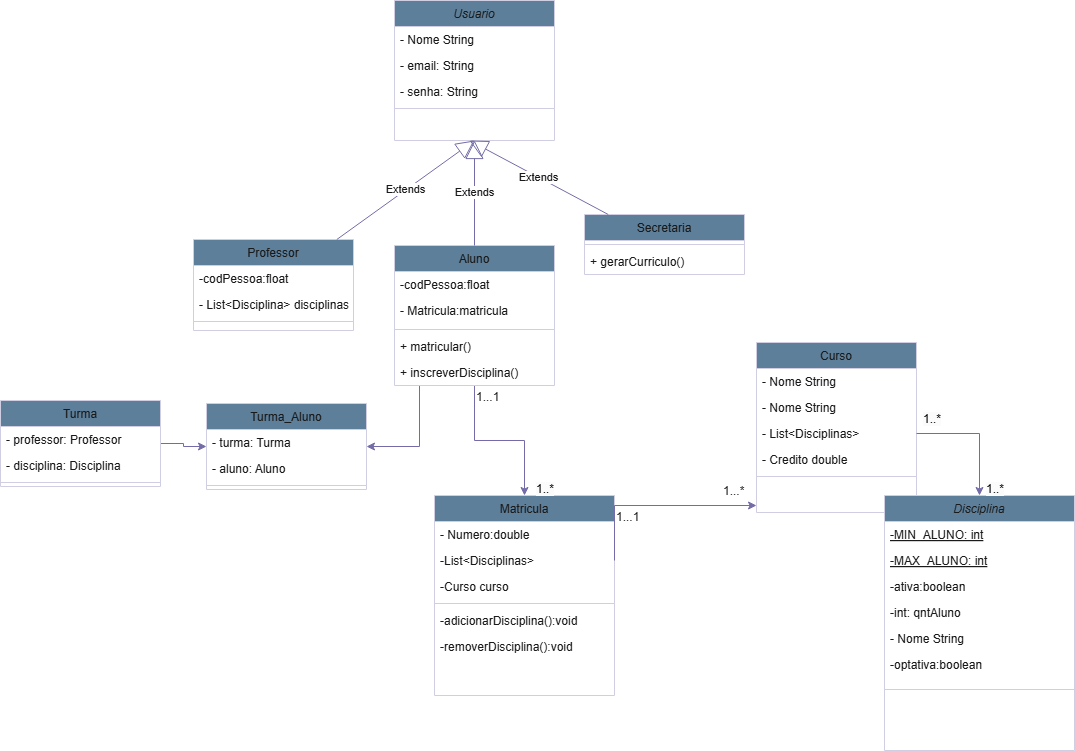 Usuario
- Nome String
- email: String
- senha: String
Extends
Extends
Extends
Professor
-codPessoa:float
- List<Disciplina> disciplinas
Aluno
-codPessoa:float
- Matricula:matricula
+ matricular()
+ inscreverDisciplina()
Secretaria
+ gerarCurriculo()
Turma
- professor: Professor
- disciplina: Disciplina
Turma_Aluno
- turma: Turma
- aluno: Aluno
1...1
1..*
Matricula
- Numero:double
-List<Disciplinas>
-Curso curso
-adicionarDisciplina():void
-removerDisciplina():void
1...1
1...*
Curso
- Nome String
- Nome String
- List<Disciplinas>
- Credito double
1..*
1..*
Disciplina
-MIN_ALUNO: int
-MAX_ALUNO: int
-ativa:boolean
-int: qntAluno
- Nome String
-optativa:boolean